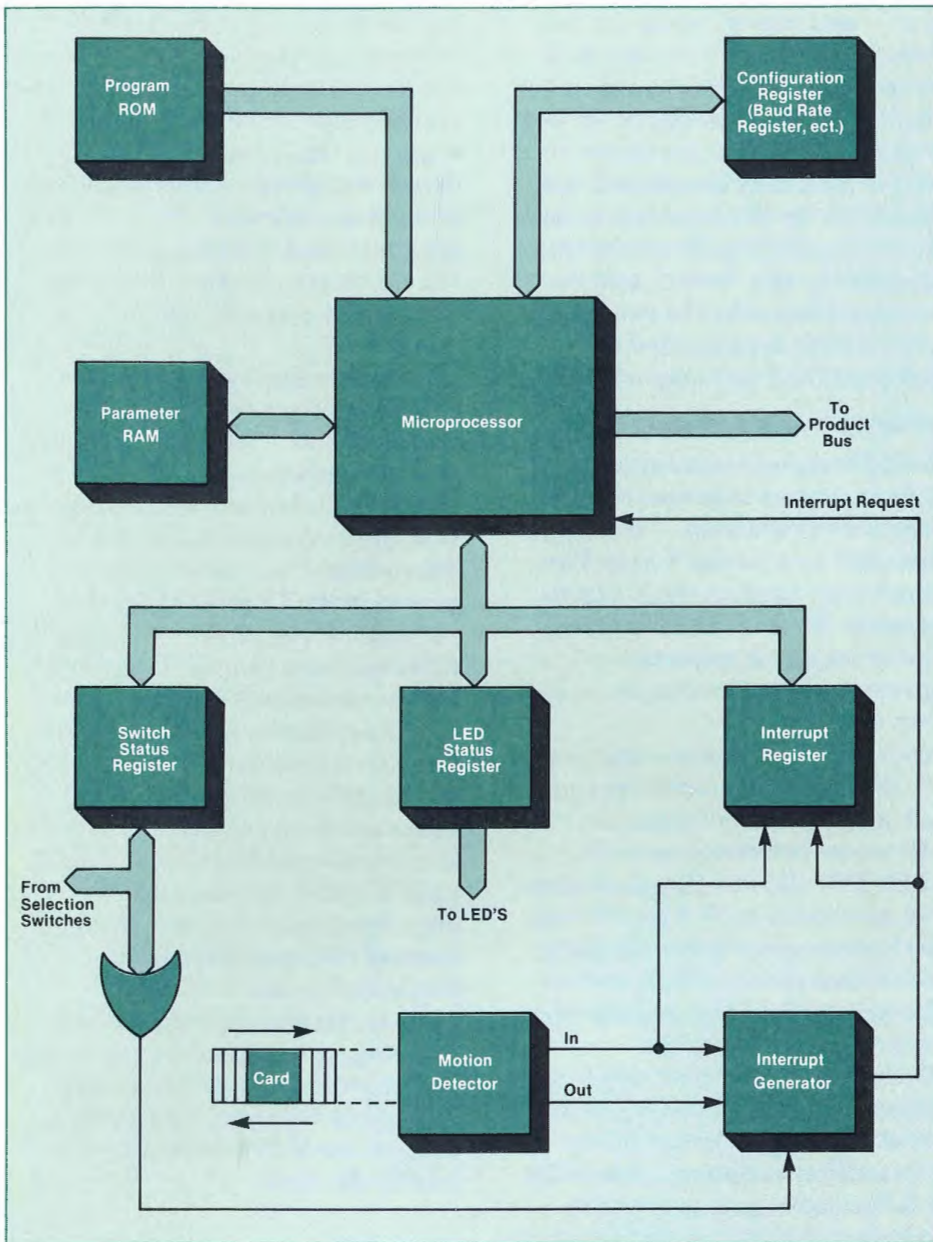 Program
ROM
Configuration
Register
(Baud Rate
Register, ect.)
Parameter
RAM
Microprocessor
To
Product
Bus
Interrupt Request
Switch
Status
Register
LED
Status
Register
Interrupt
Register
From
Selection
Switches
To LED'S
Card
Motion
Detector
In
Out
Interrupt
Generator